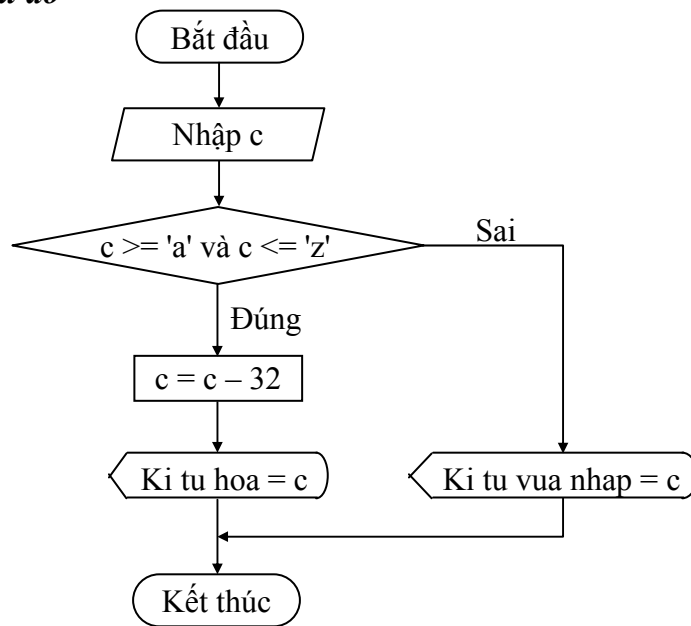 Bắt đầu
Nhập c
c >= 'a' và c <= 'z'
Sai
Đúng
c = c – 32
Ki tu hoa = c
Ki tu vua nhap = c
Kết thúc